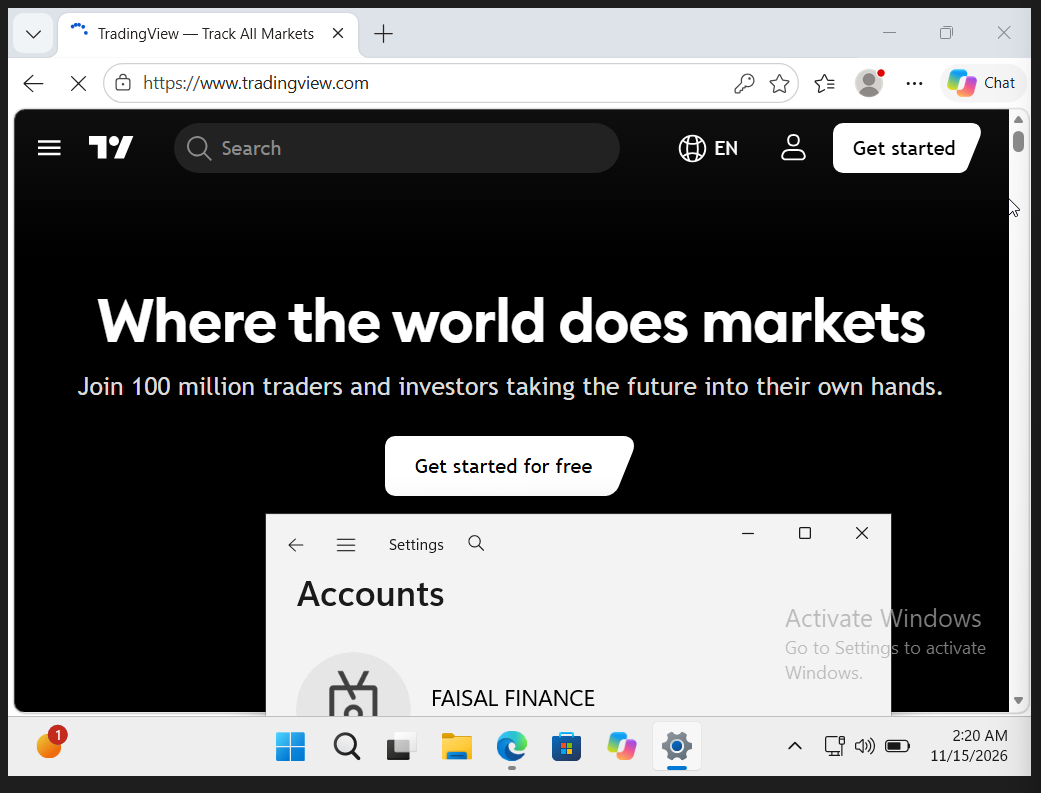 TradingView — Track All Markets
https://www.tradingview.com
Chat
Search
EN
Get started
Where the world does markets
Join 100 million traders and investors taking the future into their own hands.
Get started for free
Settings
Accounts
FAISAL FINANCE
Activate Windows
Go to Settings to activate
Windows.
1
2:20 AM
11/15/2026